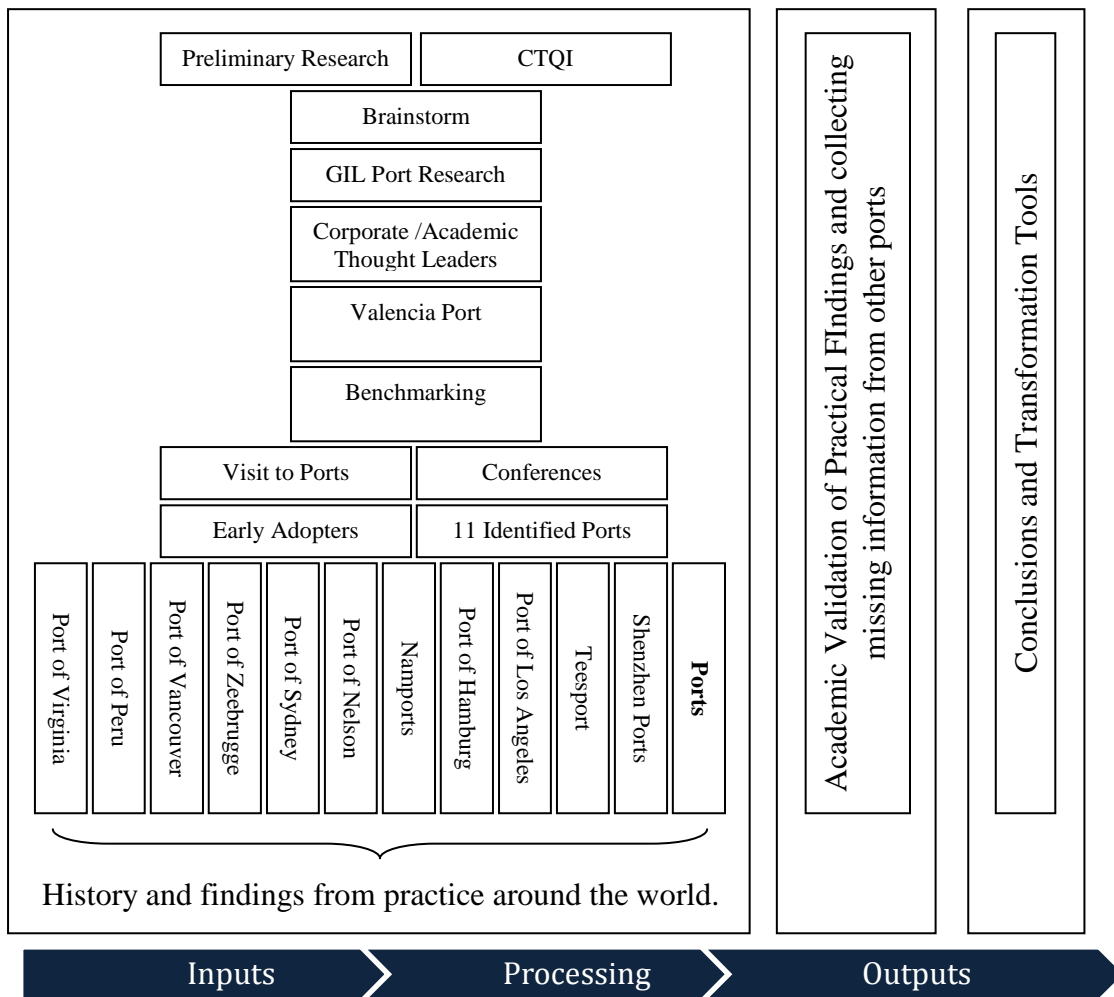 Preliminary Research
CTQI
Brainstorm
GIL Port Research
Corporate /Academic
Thought Leaders
Valencia Port
Benchmarking
Visit to Ports
Conferences
Early Adopters
11 Identified Ports
Port of Virginia
Port of Peru
Port of Vancouver
Port of Zeebrugge
Port of Sydney
Port of Nelson
Namports
Port of Hamburg
Port of Los Angeles
Teesport
Shenzhen Ports
Ports
History and findings from practice around the world.
Academic Validation of Practical FIndings and collecting
missing information from other ports
Conclusions and Transformation Tools
Inputs
Processing
Outputs